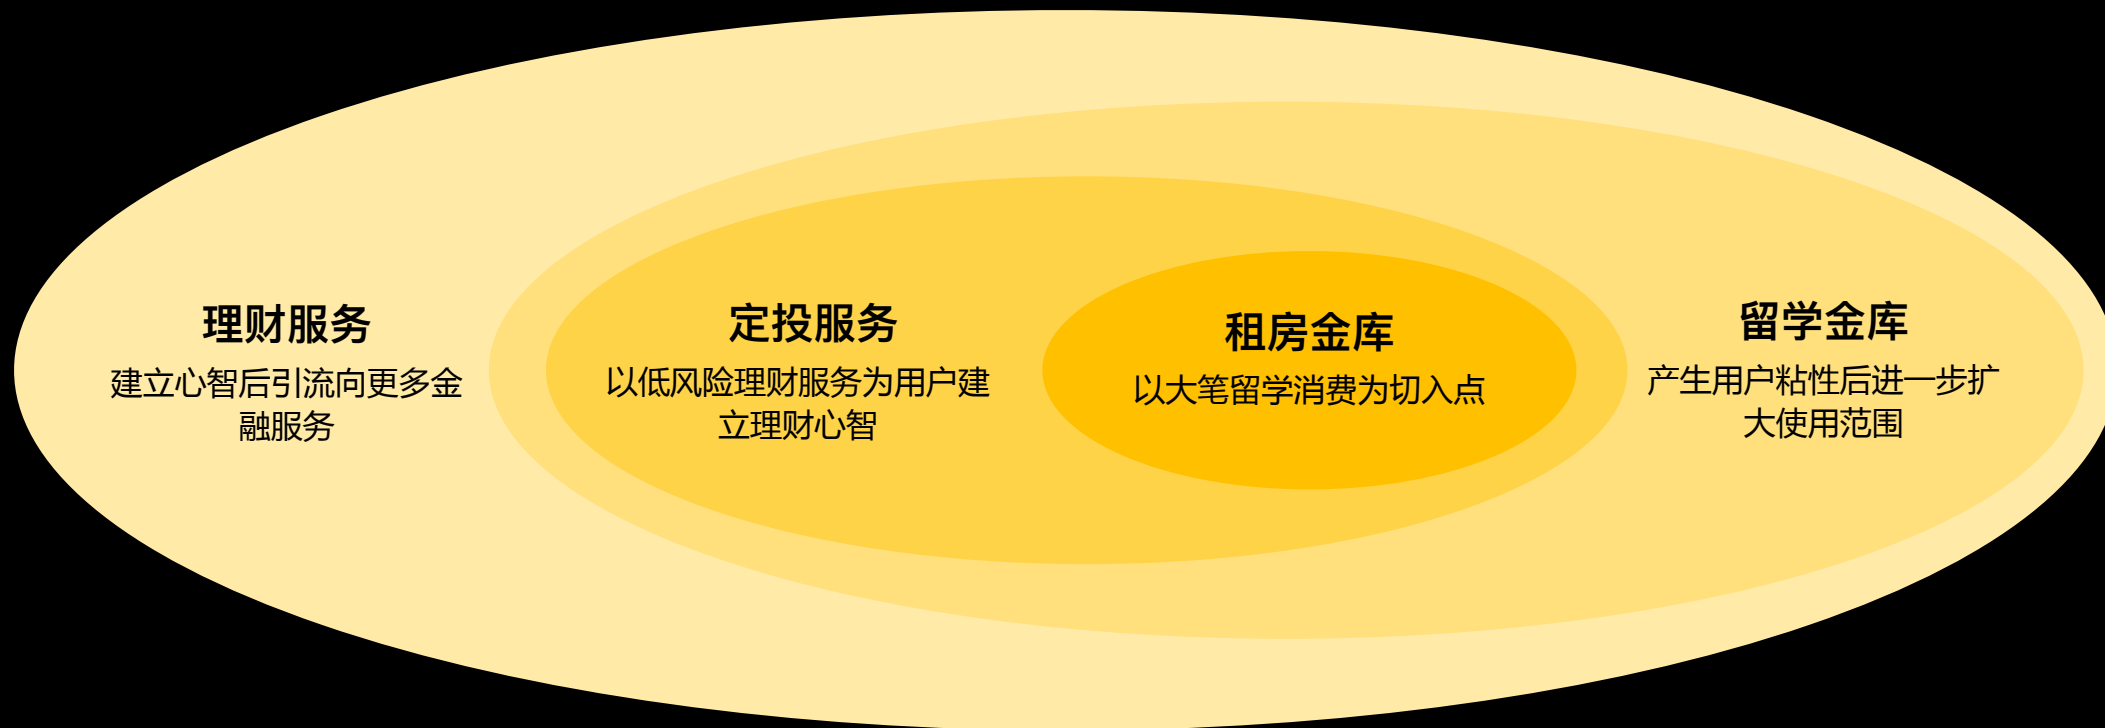 理财服务
建立心智后引流向更多金
融服务
定投服务
以低风险理财服务为用户建
立理财心智
租房金库
以大笔留学消费为切入点
留学金库
产生用户粘性后进一步扩
大使用范围